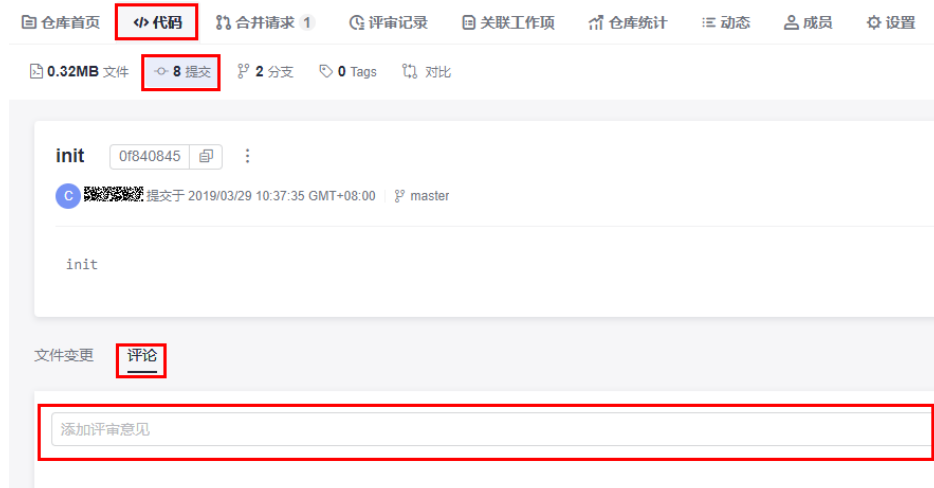 仓库首页 代码 合并请求 1 评审记录 关联工作项 仓库统计 动态 成员 设置
0.32MB 文件 8 提交 2 分支 0 Tags 对比
init 0f840845
C 提交于 2019/03/29 10:37:35 GMT+08:00 master
init
文件变更 评论
添加评审意见